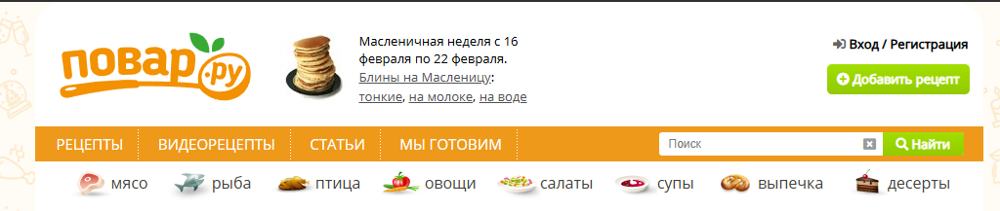 повар.ру
Масленичная неделя с 16
февраля по 22 февраля.
Блины на Масленицу:
тонкие, на молоке, на воде
Вход / Регистрация
Добавить рецепт
РЕЦЕПТЫ ВИДЕОРЕЦЕПТЫ СТАТЬИ МЫ ГОТОВИМ Поиск Найти
мясо рыба птица овощи салаты супы выпечка десерты